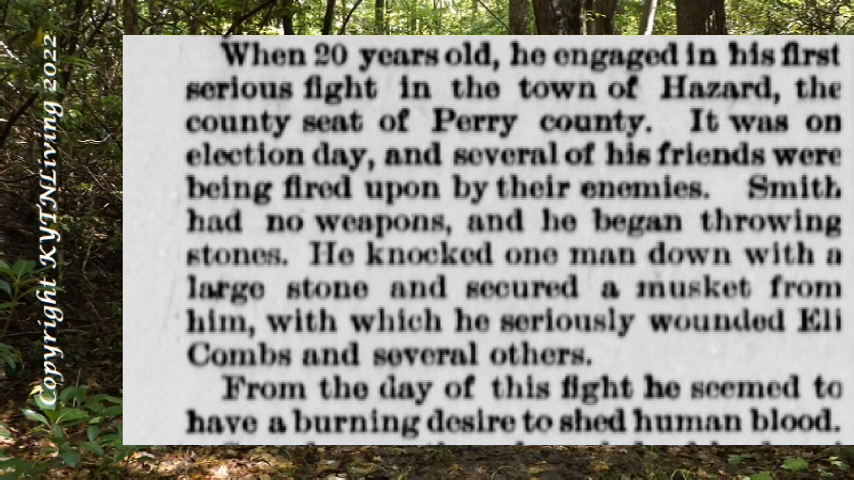 Copyright KYTNLiving 2022
When 20 years old, he engaged in his first
serious fight in the town of Hazard, the
county seat of Perry county. It was on
election day, and several of his friends were
being fired upon by their enemies. Smith
had no weapons, and he began throwing
stones. He knocked one man down with a
large stone and secured a musket from
him, with which he seriously wounded Eli
Combs and several others.
From the day of this fight he seemed to
have a burning desire to shed human blood.